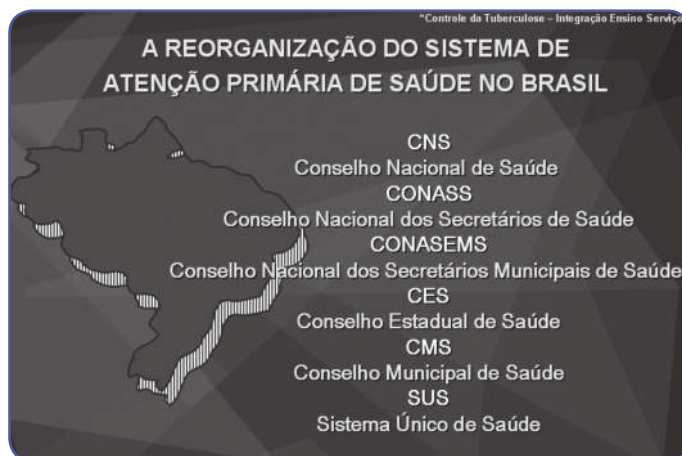 "Controle da Tuberculose – Integração Ensino Serviço
A REORGANIZAÇÃO DO SISTEMA DE
ATENÇÃO PRIMÁRIA DE SAÚDE NO BRASIL
CNS
Conselho Nacional de Saúde
CONASS
Conselho Nacional dos Secretários de Saúde
CONASEMS
Conselho Nacional dos Secretários Municipais de Saúde
CES
Conselho Estadual de Saúde
CMS
Conselho Municipal de Saúde
SUS
Sistema Único de Saúde